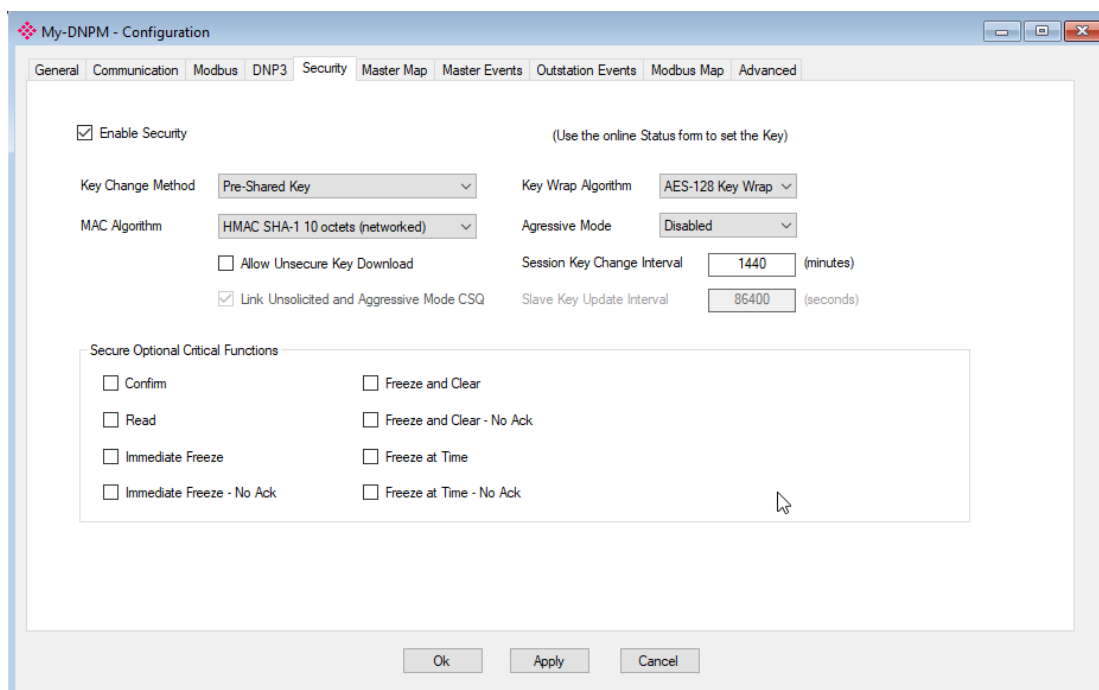 My-DNPM - Configuration
General Communication Modbus DNP3 Security Master Map Master Events Outstation Events Modbus Map Advanced
Enable Security (Use the online Status form to set the Key)
Key Change Method Pre-Shared Key Key Wrap Algorithm AES-128 Key Wrap
MAC Algorithm HMAC SHA-1 10 octets (networked) Agressive Mode Disabled
Allow Unsecure Key Download Session Key Change Interval 1440 (minutes)
Link Unsolicited and Aggressive Mode CSQ Slave Key Update Interval 86400 (seconds)
Secure Optional Critical Functions
Confirm Freeze and Clear
Read Freeze and Clear - No Ack
Immediate Freeze Freeze at Time
Immediate Freeze - No Ack Freeze at Time - No Ack
Ok Apply Cancel